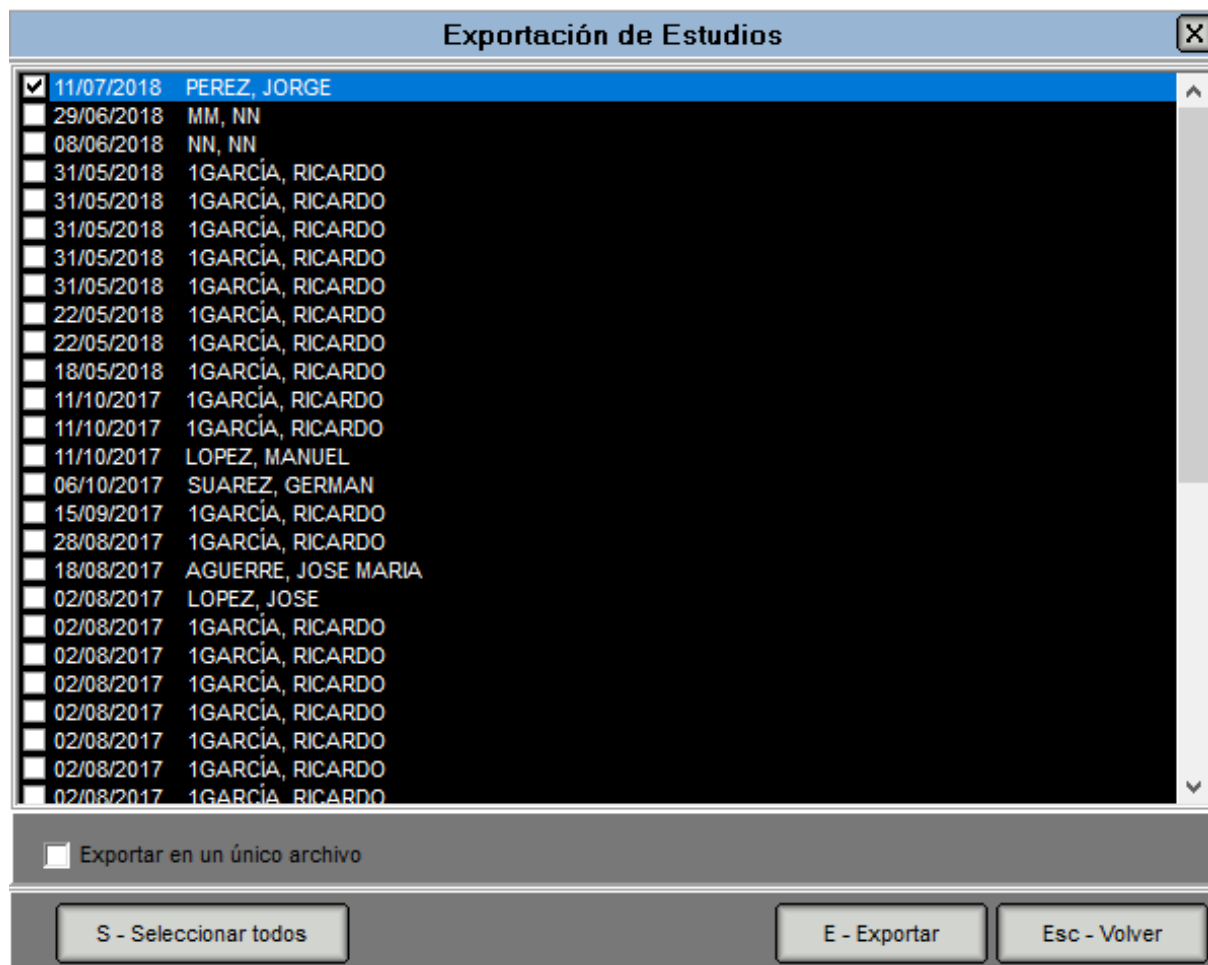 Exportación de Estudios
11/07/2018 PEREZ, JORGE
29/06/2018 MM, NN
08/06/2018 NN, NN
31/05/2018 1GARCÍA, RICARDO
31/05/2018 1GARCÍA, RICARDO
31/05/2018 1GARCÍA, RICARDO
31/05/2018 1GARCÍA, RICARDO
31/05/2018 1GARCÍA, RICARDO
22/05/2018 1GARCÍA, RICARDO
22/05/2018 1GARCÍA, RICARDO
18/05/2018 1GARCÍA, RICARDO
11/10/2017 1GARCÍA, RICARDO
11/10/2017 1GARCÍA, RICARDO
11/10/2017 LOPEZ, MANUEL
06/10/2017 SUAREZ, GERMAN
15/09/2017 1GARCÍA, RICARDO
28/08/2017 1GARCÍA, RICARDO
18/08/2017 AGUERRE, JOSE MARIA
02/08/2017 LOPEZ, JOSE
02/08/2017 1GARCÍA, RICARDO
02/08/2017 1GARCÍA, RICARDO
02/08/2017 1GARCÍA, RICARDO
02/08/2017 1GARCÍA, RICARDO
02/08/2017 1GARCÍA, RICARDO
02/08/2017 1GARCÍA, RICARDO
02/08/2017 1GARCÍA, RICARDO
Exportar en un único archivo
S - Seleccionar todos
E - Exportar
Esc - Volver